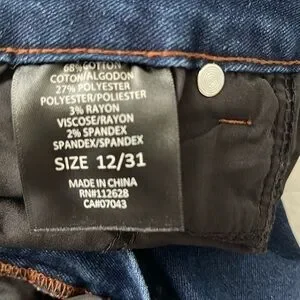 68% COTTON
COTON/ALGODON
27% POLYESTER
POLYESTER/POLIESTER
3% RAYON
VISCOSE/RAYON
2% SPANDEX
SPANDEX/SPANDEX
SIZE 12/31
MADE IN CHINA
RN#112628
CA#07043